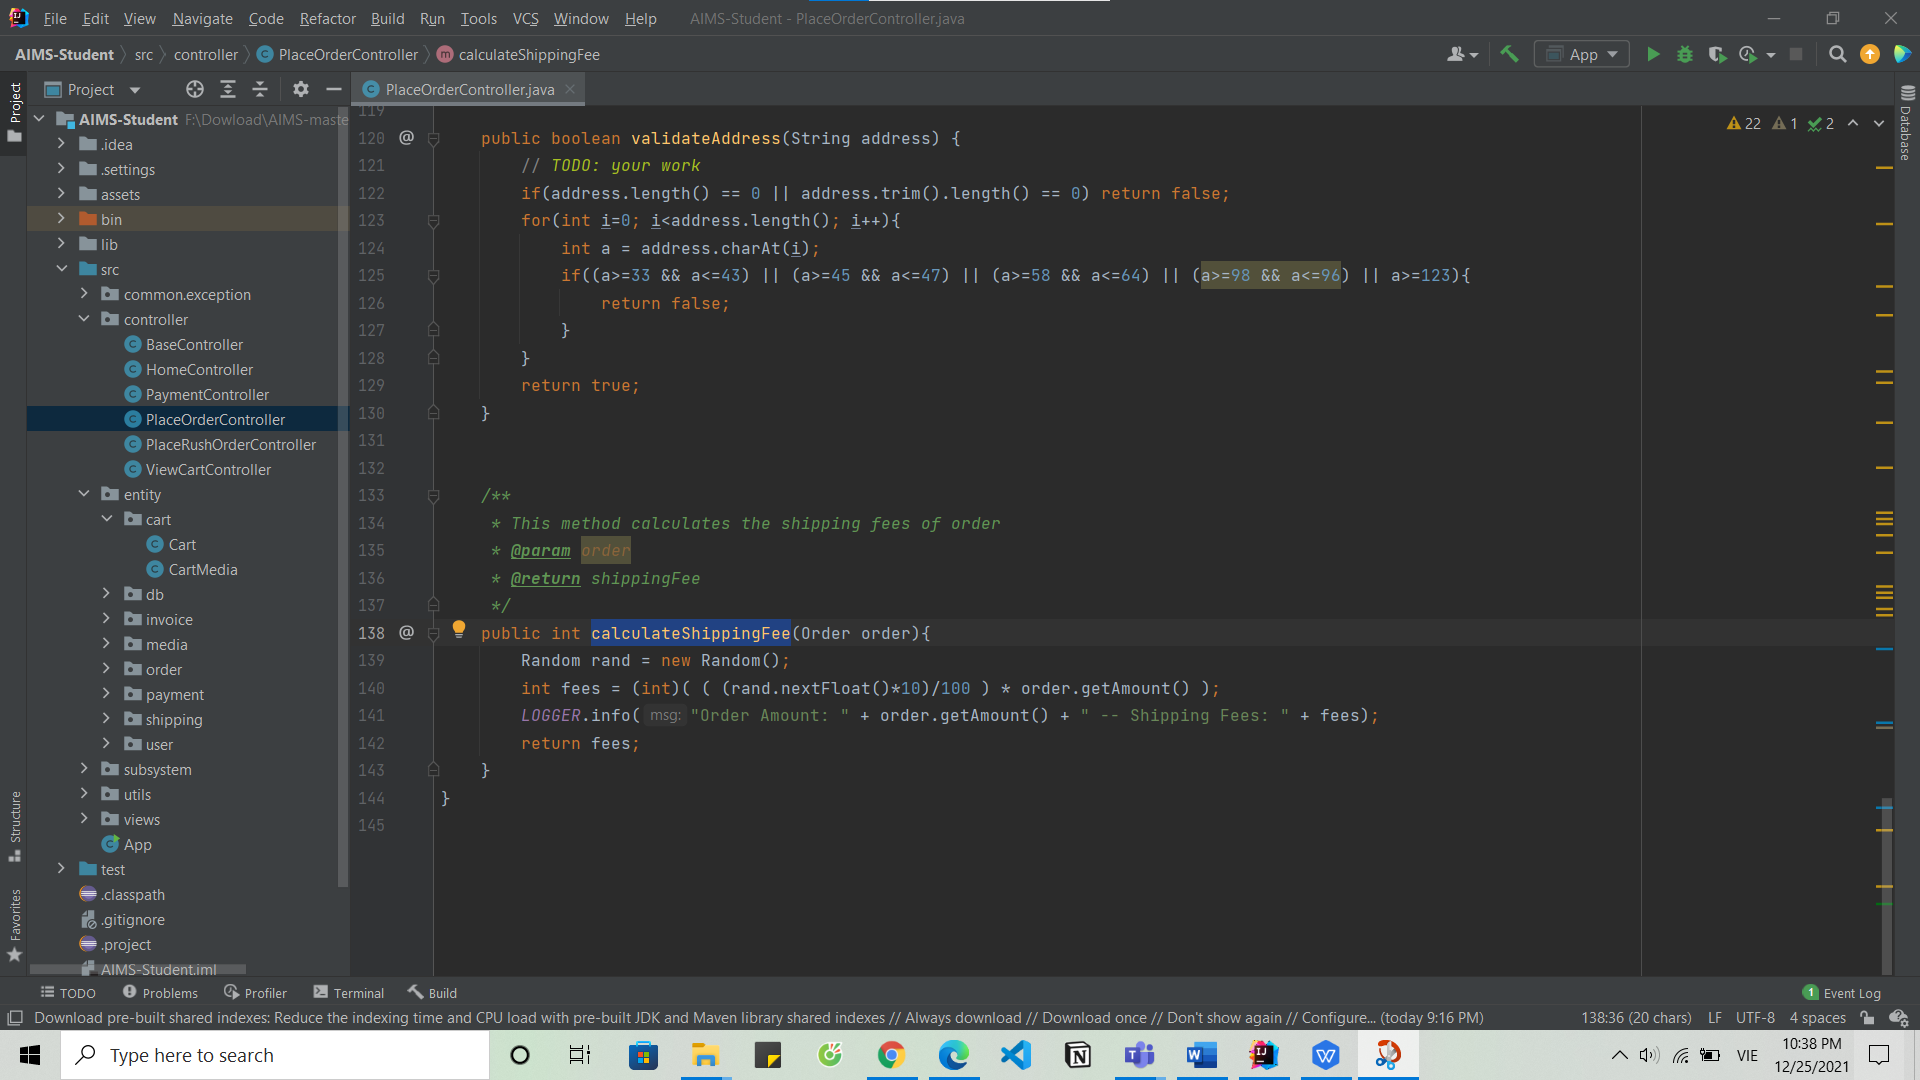 File Edit View Navigate Code Refactor Build Run Tools VCS Window Help AIMS-Student - PlaceOrderController.java
AIMS-Student src controller PlaceOrderController calculateShippingFee App
Project
PlaceOrderController.java
Project
Database
Structure
Favorites
AIMS-Student F:\Dowload\AIMS-maste
.idea
.settings
assets
bin
lib
src
common.exception
controller
BaseController
HomeController
PaymentController
PlaceOrderController
PlaceRushOrderController
ViewCartController
entity
cart
Cart
CartMedia
db
invoice
media
order
payment
shipping
user
subsystem
utils
views
App
test
.classpath
.gitignore
.project
AIMS-Student.iml
22 1 2
119
120 @ public boolean validateAddress(String address) {
121 // TODO: your work
122 if(address.length() == 0 || address.trim().length() == 0) return false;
123 for(int i=0; i<address.length(); i++){
124 int a = address.charAt(i);
125 if((a>=33 && a<=43) || (a>=45 && a<=47) || (a>=58 && a<=64) || (a>=98 && a<=96) || a>=123){
126 return false;
127 }
128 }
129 return true;
130 }
131
132
133 /**
134 * This method calculates the shipping fees of order
135 * @param order
136 * @return shippingFee
137 */
138 @ public int calculateShippingFee(Order order){
139 Random rand = new Random();
140 int fees = (int)( ( (rand.nextFloat()*10)/100 ) * order.getAmount() );
141 LOGGER.info( msg: "Order Amount: " + order.getAmount() + " -- Shipping Fees: " + fees);
142 return fees;
143 }
144 }
145
TODO Problems Profiler Terminal Build 1 Event Log
Download pre-built shared indexes: Reduce the indexing time and CPU load with pre-built JDK and Maven library shared indexes // Always download // Download once // Don't show again // Configure... (today 9:16 PM) 138:36 (20 chars) LF UTF-8 4 spaces
Type here to search
VIE
10:38 PM
12/25/2021